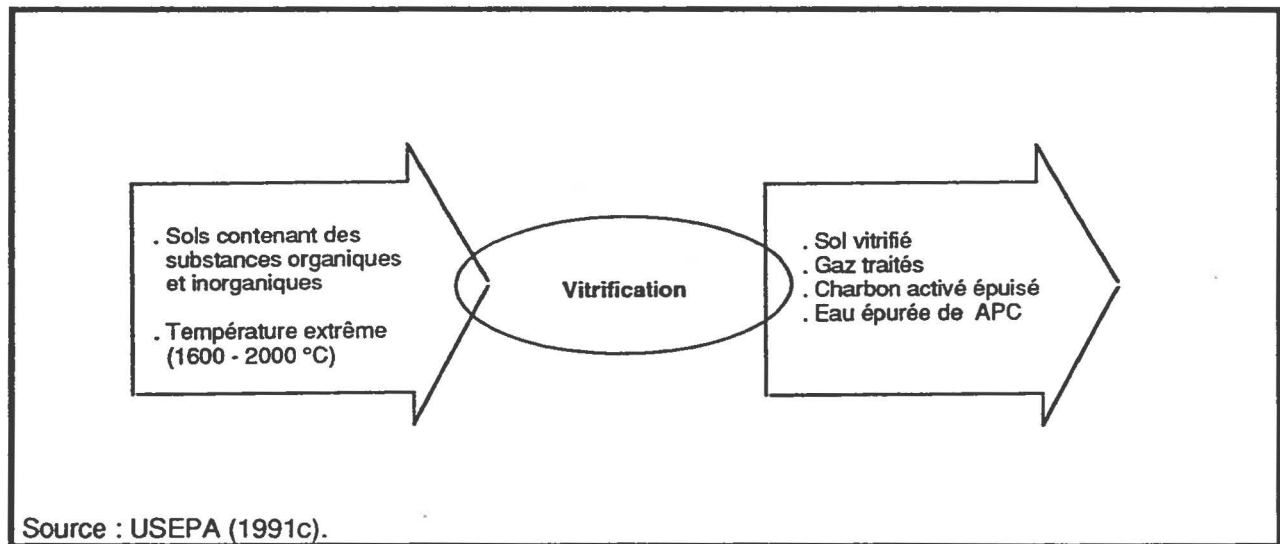 . Sols contenant des
substances organiques
et inorganiques
. Température extrême
(1600 - 2000 °C)
Vitrification
. Sol vitrifié
. Gaz traités
. Charbon activé épuisé
. Eau épurée de APC
Source : USEPA (1991c).